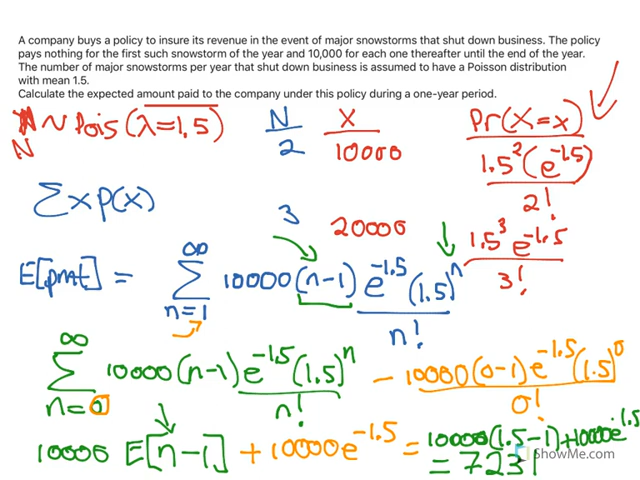 A company buys a policy to insure its revenue in the event of major snowstorms that shut down business. The policy
pays nothing for the first such snowstorm of the year and 10,000 for each one thereafter until the end of the year.
The number of major snowstorms per year that shut down business is assumed to have a Poisson distribution
with mean 1.5.
Calculate the expected amount paid to the company under this policy during a one-year period.
N ~ Pois (λ=1.5)
N
N X Pr(X=x)
2 10000 1.5²(e^-1.5)/2!
Σxp(x)
3 20000 1.5³ e^-1.5/3!
E[pmt] = Σ_{n=1}^{∞} 10000(n-1) e^-1.5 (1.5)^n/n!
Σ_{n=0}^{∞} 10000(n-1) e^-1.5 (1.5)^n/n! - 10000(0-1)e^-1.5(1.5)^0/0!
10000 E[n-1] + 10000e^-1.5 = 10000(1.5-1)+10000e^-1.5
= 7231
ShowMe.com